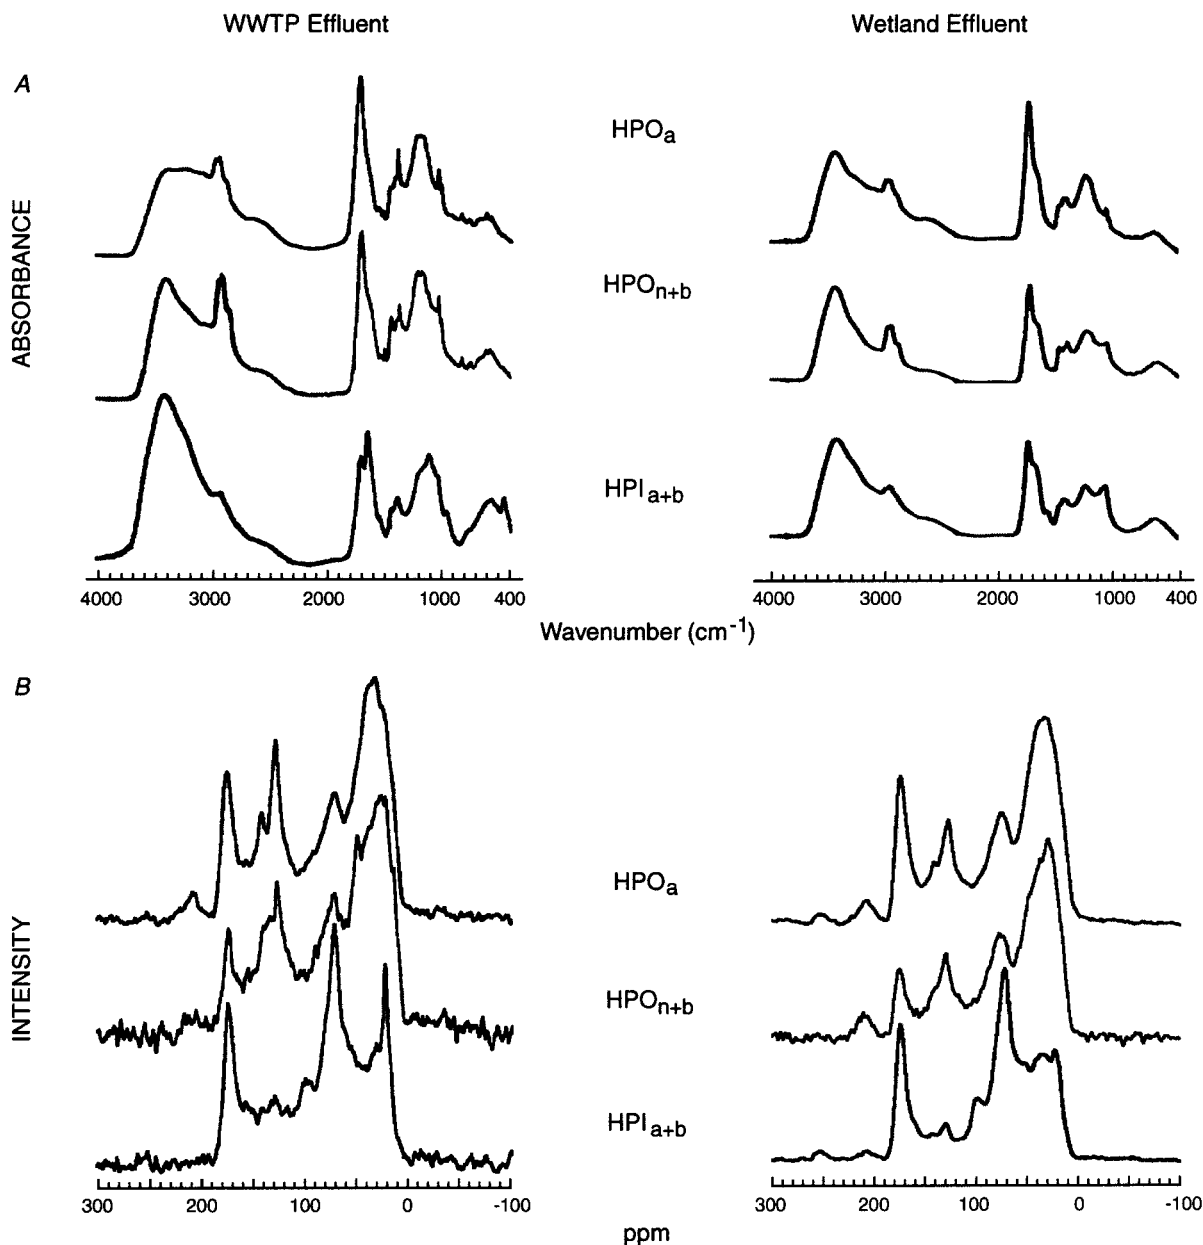 WWTP Effluent
Wetland Effluent
A
ABSORBANCE
HPOa
HPOn+b
HPIa+b
4000 3000 2000 1000 400
4000 3000 2000 1000 400
Wavenumber (cm-1)
B
INTENSITY
HPOa
HPOn+b
HPIa+b
300 200 100 0 -100
300 200 100 0 -100
ppm